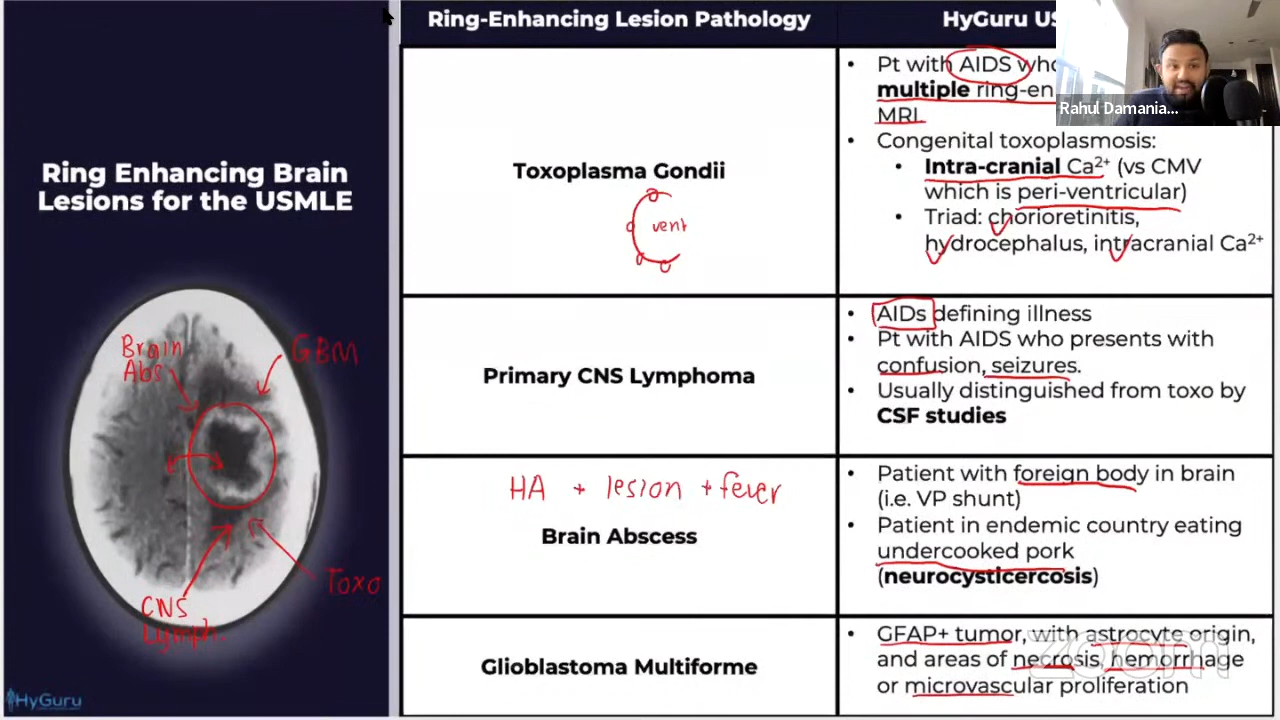 Ring Enhancing Brain
Lesions for the USMLE
Brain
Abs
GBM
Toxo
CNS
Lymph.
HyGuru
Ring-Enhancing Lesion Pathology
HyGuru
Rahul Damania...
Toxoplasma Gondii
vent
• Pt with AIDS
multiple
MRI
• Congenital toxoplasmosis:
• Intra-cranial Ca²⁺ (vs CMV
which is peri-ventricular)
• Triad: chorioretinitis,
hydrocephalus, intracranial Ca²⁺
Primary CNS Lymphoma
• AIDs defining illness
• Pt with AIDS who presents with
confusion, seizures.
• Usually distinguished from toxo by
CSF studies
HA + lesion + fever
Brain Abscess
• Patient with foreign body in brain
(i.e. VP shunt)
• Patient in endemic country eating
undercooked pork
(neurocysticercosis)
Glioblastoma Multiforme
• GFAP+ tumor, with astrocyte origin,
and areas of necrosis, hemorrhage
or microvascular proliferation
zoom